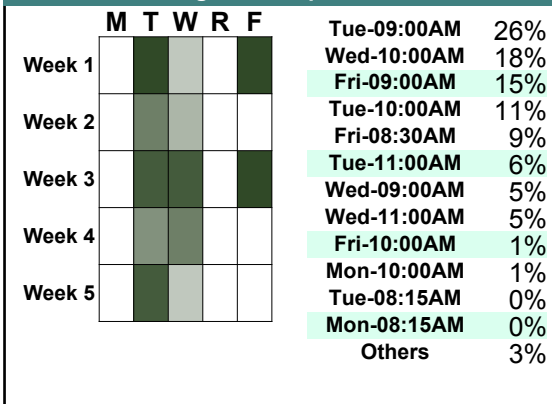 M T W R F
Week 1
Week 2
Week 3
Week 4
Week 5
Tue-09:00AM 26%
Wed-10:00AM 18%
Fri-09:00AM 15%
Tue-10:00AM 11%
Fri-08:30AM 9%
Tue-11:00AM 6%
Wed-09:00AM 5%
Wed-11:00AM 5%
Fri-10:00AM 1%
Mon-10:00AM 1%
Tue-08:15AM 0%
Mon-08:15AM 0%
Others 3%